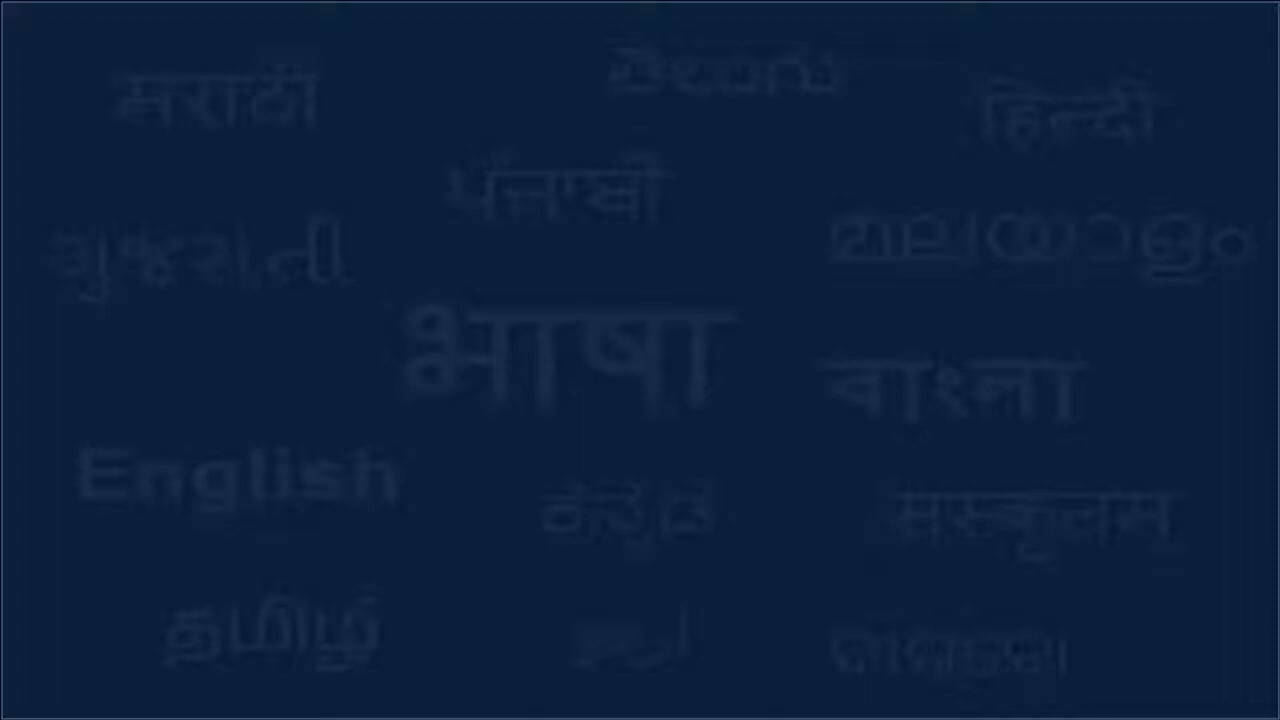 मराठी
తెలుగు
हिन्दी
ਪੰਜਾਬੀ
ગુજરાતી
മലയാളം
भाषा
বাংলা
English
ಕನ್ನಡ
தமிழ்